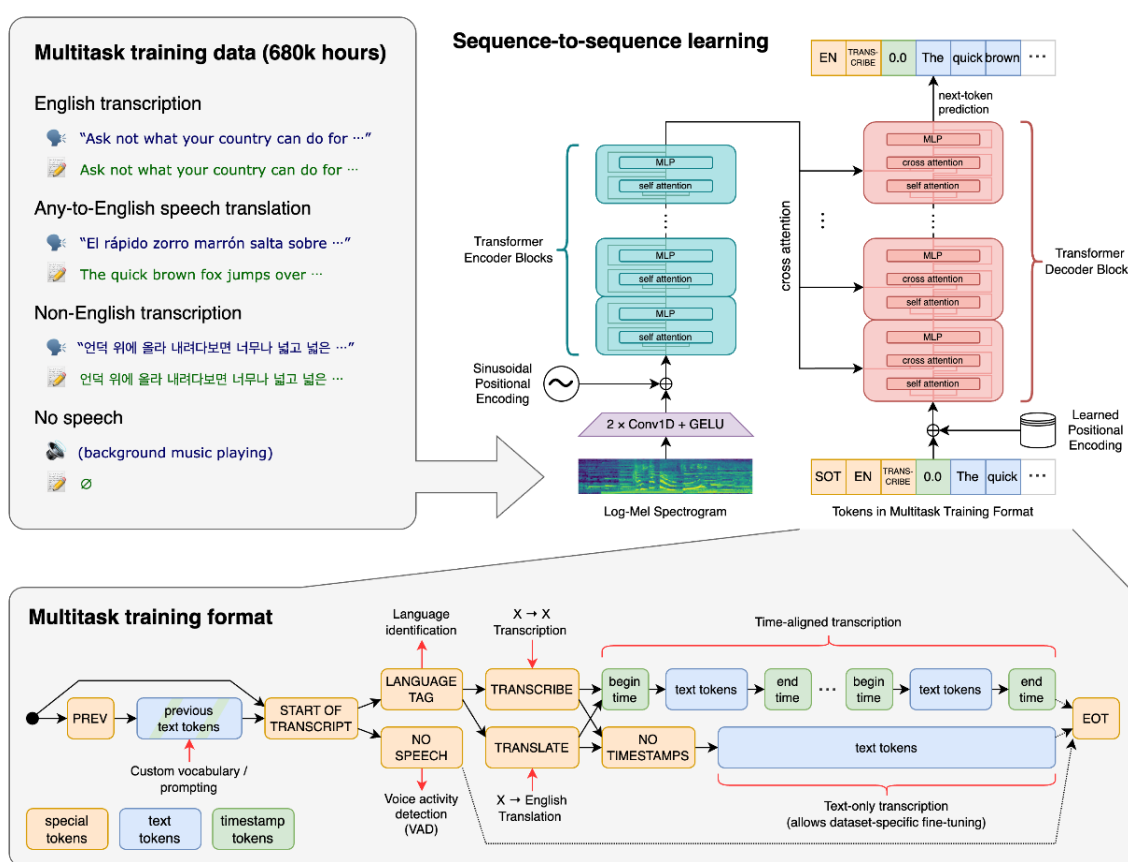 Multitask training data (680k hours)
English transcription
“Ask not what your country can do for ⋯”
Ask not what your country can do for ⋯
Any-to-English speech translation
“El rápido zorro marrón salta sobre ⋯”
The quick brown fox jumps over ⋯
Non-English transcription
“언덕 위에 올라 내려다보면 너무나 넓고 넓은 ⋯”
언덕 위에 올라 내려다보면 너무나 넓고 넓은 ⋯
No speech
(background music playing)
∅
Sequence-to-sequence learning
EN TRANS-CRIBE 0.0 The quick brown ⋯
next-token
prediction
MLP
self attention
⋮
MLP
self attention
MLP
self attention
Transformer
Encoder Blocks
Sinusoidal
Positional
Encoding
~
2 × Conv1D + GELU
Log-Mel Spectrogram
cross attention
⋮
MLP
cross attention
self attention
⋮
MLP
cross attention
self attention
MLP
cross attention
self attention
Transformer
Decoder Block
Learned
Positional
Encoding
SOT EN TRANS-CRIBE 0.0 The quick ⋯
Tokens in Multitask Training Format
Multitask training format
Language
identification
X → X
Transcription
Time-aligned transcription
PREV
previous
text tokens
START OF
TRANSCRIPT
LANGUAGE
TAG
NO
SPEECH
TRANSCRIBE
TRANSLATE
begin
time
text tokens
end
time
⋯
begin
time
text tokens
end
time
NO
TIMESTAMPS
text tokens
EOT
Custom vocabulary /
prompting
Voice activity
detection
(VAD)
X → English
Translation
Text-only transcription
(allows dataset-specific fine-tuning)
special
tokens
text
tokens
timestamp
tokens